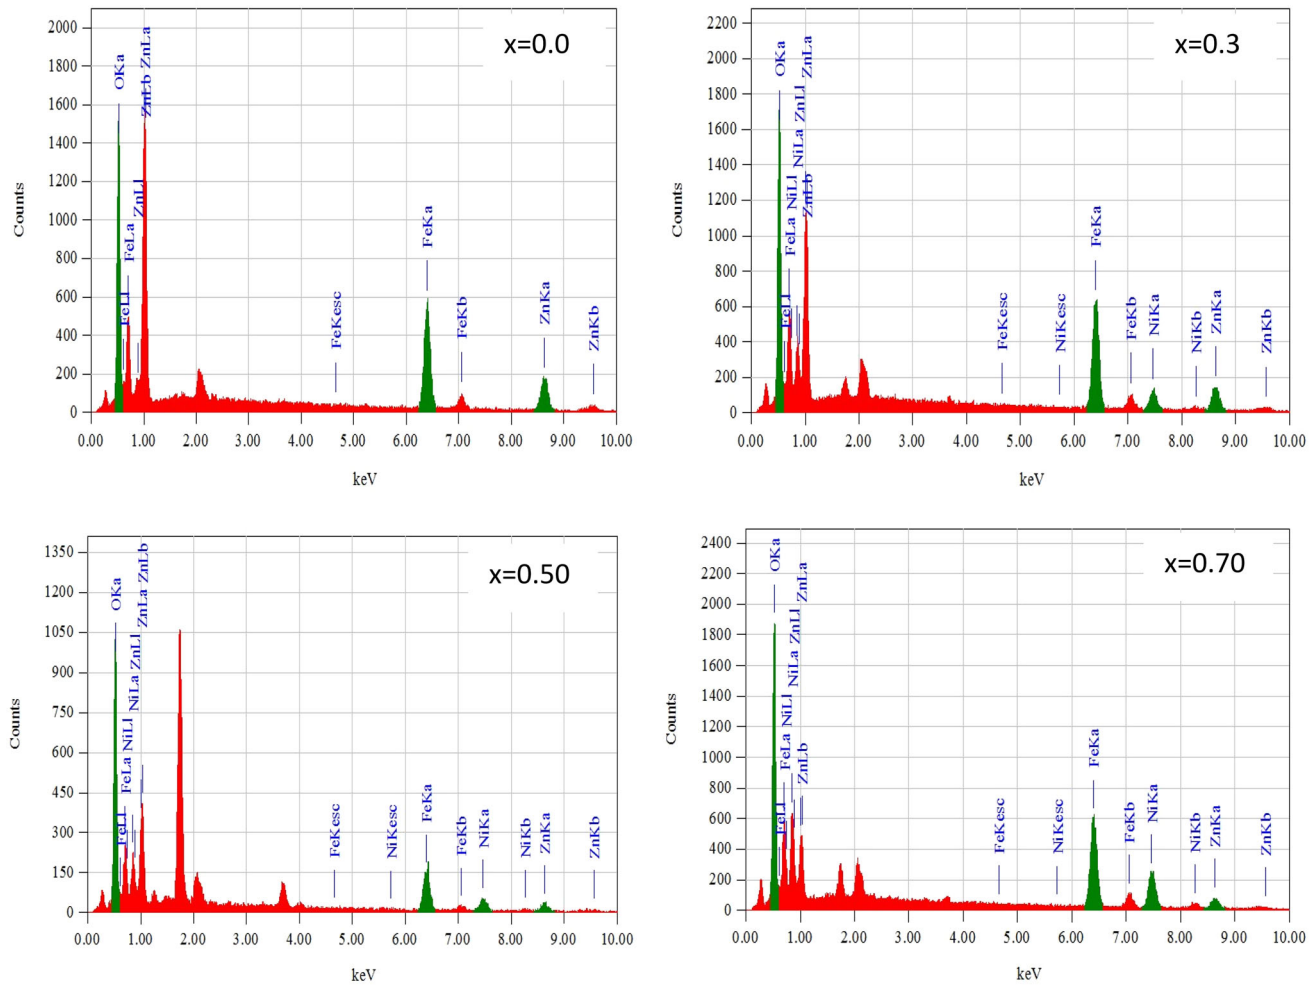 x=0.0
2000
1800
1600
1400
1200
1000
800
600
400
200
0
Counts
OKa
FeLl
FeLa
ZnLl
ZnLb ZnLa
FeKesc
FeKa
FeKb
ZnKa
ZnKb
0.00 1.00 2.00 3.00 4.00 5.00 6.00 7.00 8.00 9.00 10.00
keV
x=0.3
2200
2000
1800
1600
1400
1200
1000
800
600
400
200
0
Counts
OKa
FeLl
FeLa NiLl NiLa ZnLl ZnLa
ZnLb
FeKesc
NiKesc
FeKa
FeKb
NiKa
NiKb
ZnKa
ZnKb
0.00 1.00 2.00 3.00 4.00 5.00 6.00 7.00 8.00 9.00 10.00
keV
x=0.50
1350
1200
1050
900
750
600
450
300
150
0
Counts
OKa
FeLl
FeLa NiLl
NiLa ZnLl
ZnLa ZnLb
FeKesc
NiKesc
FeKa
FeKb
NiKa
NiKb
ZnKa
ZnKb
0.00 1.00 2.00 3.00 4.00 5.00 6.00 7.00 8.00 9.00 10.00
keV
x=0.70
2400
2200
2000
1800
1600
1400
1200
1000
800
600
400
200
0
Counts
OKa
FeLl
FeLa NiLl
NiLa ZnLl ZnLa
ZnLb
FeKesc
NiKesc
FeKa
FeKb
NiKa
NiKb
ZnKa
ZnKb
0.00 1.00 2.00 3.00 4.00 5.00 6.00 7.00 8.00 9.00 10.00
keV